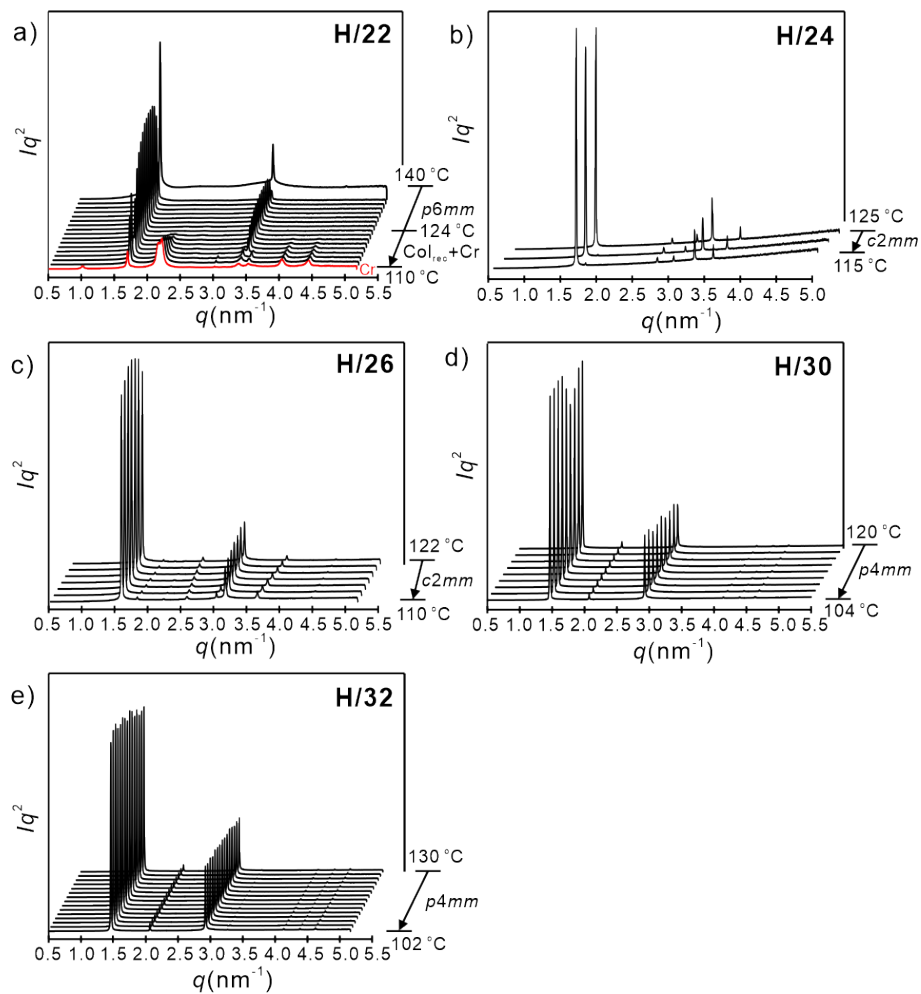 a)
H/22
Iq²
140 °C
p6mm
124 °C
Col_rec+Cr
Cr
110 °C
0.5 1.0 1.5 2.0 2.5 3.0 3.5 4.0 4.5 5.0 5.5
q(nm⁻¹)
b)
H/24
Iq²
125 °C
c2mm
115 °C
0.5 1.0 1.5 2.0 2.5 3.0 3.5 4.0 4.5 5.0
q(nm⁻¹)
c)
H/26
Iq²
122 °C
c2mm
110 °C
0.5 1.0 1.5 2.0 2.5 3.0 3.5 4.0 4.5 5.0 5.5
q(nm⁻¹)
d)
H/30
Iq²
120 °C
p4mm
104 °C
0.5 1.0 1.5 2.0 2.5 3.0 3.5 4.0 4.5 5.0 5.5
q(nm⁻¹)
e)
H/32
Iq²
130 °C
p4mm
102 °C
0.5 1.0 1.5 2.0 2.5 3.0 3.5 4.0 4.5 5.0 5.5
q(nm⁻¹)